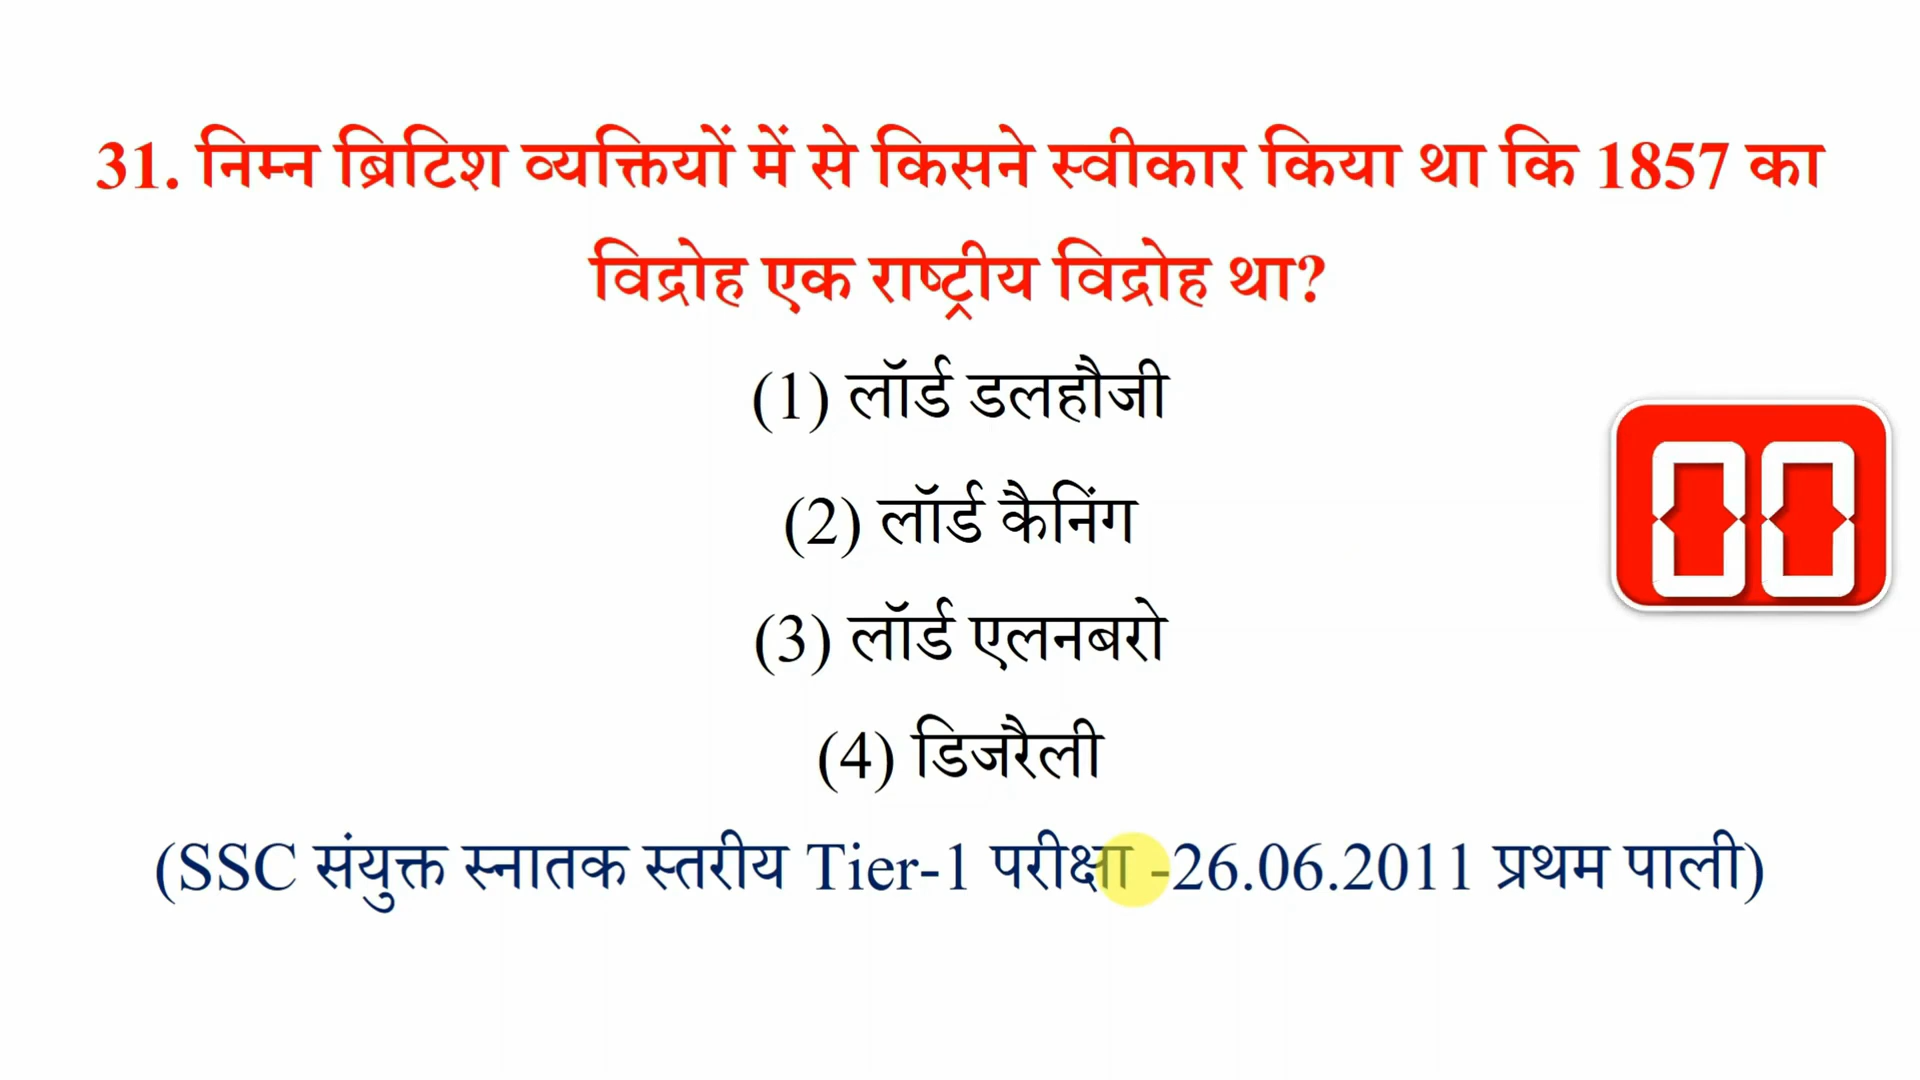 31. निम्न ब्रिटिश व्यक्तियों में से किसने स्वीकार किया था कि 1857 का
विद्रोह एक राष्ट्रीय विद्रोह था?
(1) लॉर्ड डलहौजी
(2) लॉर्ड कैनिंग
(3) लॉर्ड एलनबरो
(4) डिजरैली
(SSC संयुक्त स्नातक स्तरीय Tier-1 परीक्षा -26.06.2011 प्रथम पाली)
00